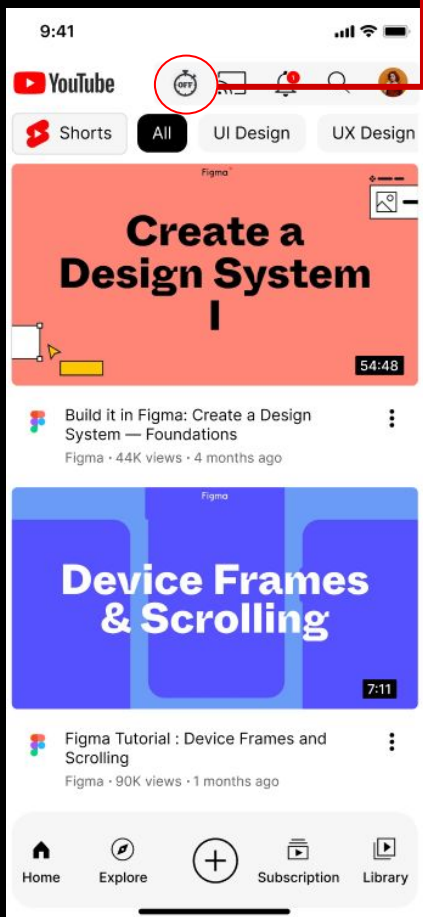 9:41
YouTube
OFF
1
Shorts
All
UI Design
UX Design
Figma
Create a
Design System
I
54:48
Build it in Figma: Create a Design
System — Foundations
Figma • 44K views • 4 months ago
Figma
Device Frames
& Scrolling
7:11
Figma Tutorial : Device Frames and
Scrolling
Figma • 90K views • 1 months ago
Home
Explore
Subscription
Library